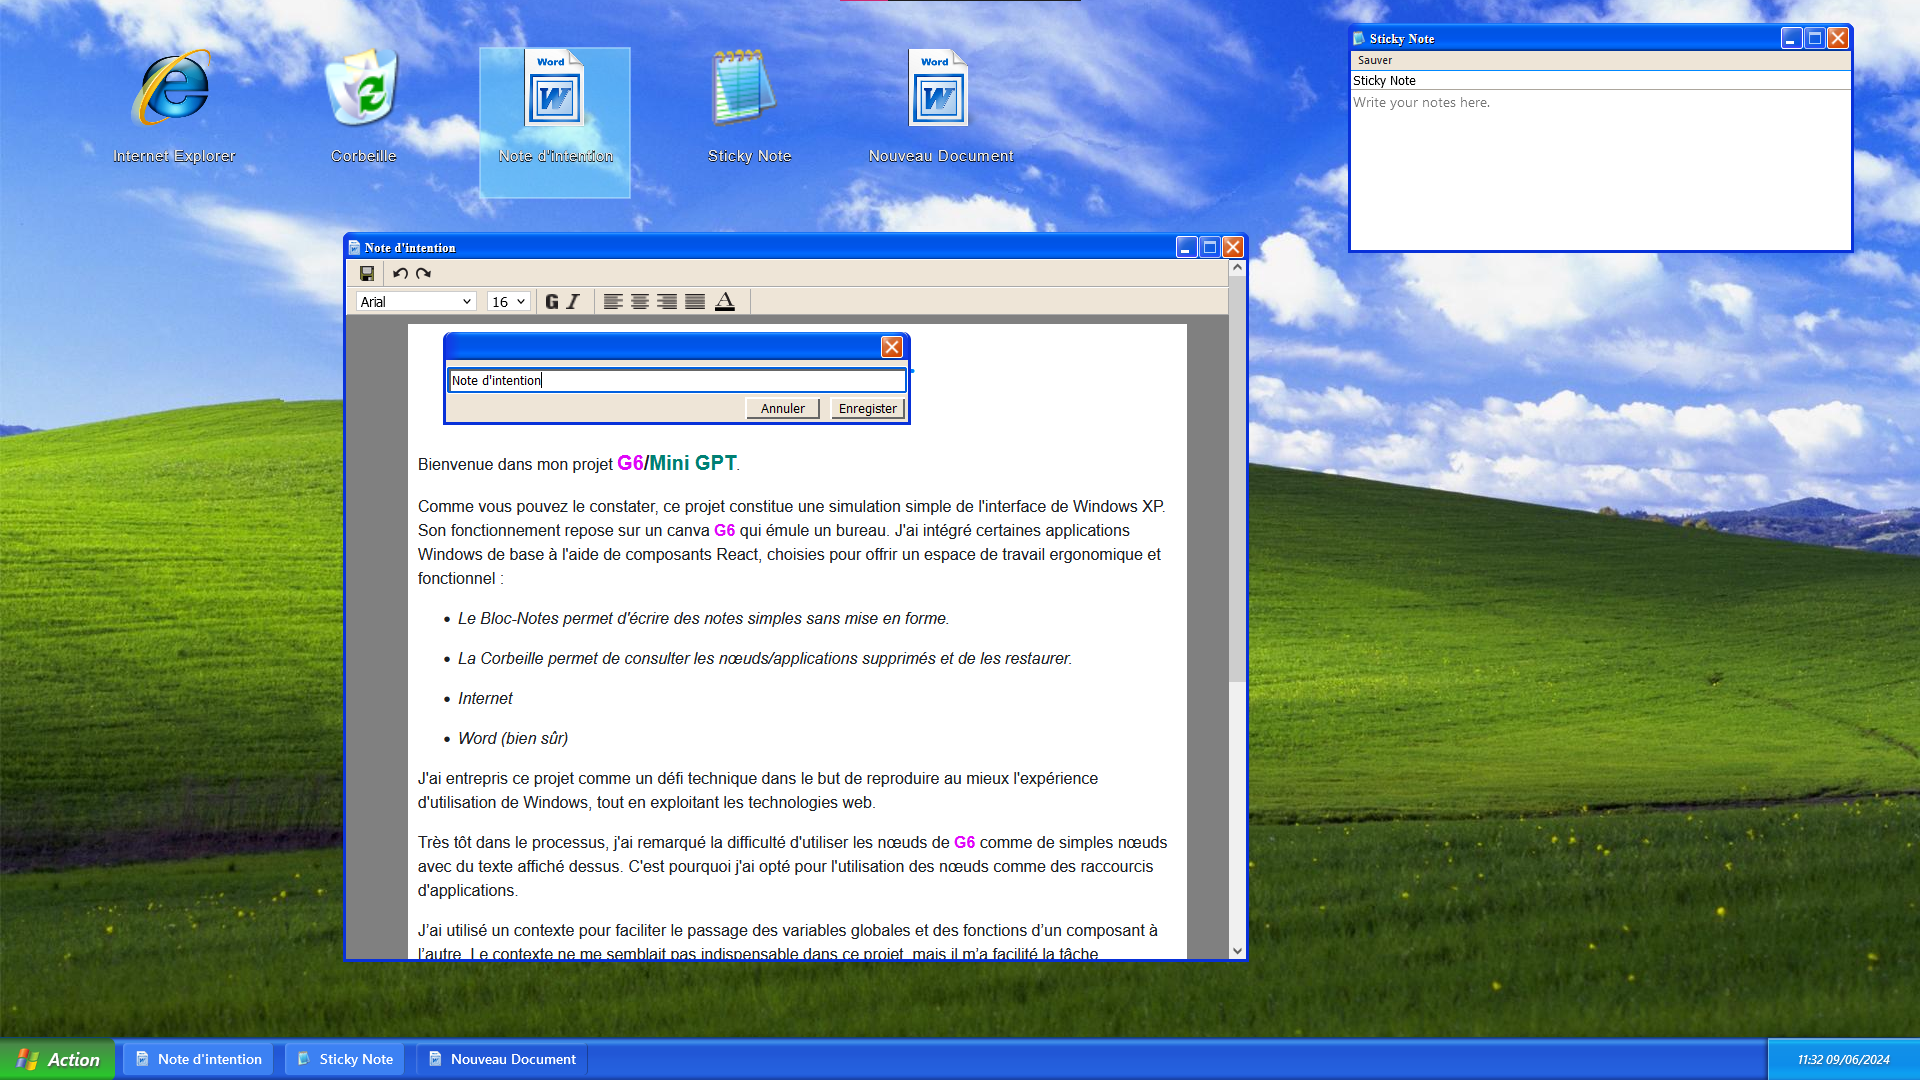 Word
Word
Internet Explorer
Corbeille
Note d'intention
Sticky Note
Nouveau Document
Sticky Note
Sauver
Sticky Note
Write your notes here.
Note d'intention
Arial
16
G I
A
Note d'intention
Annuler
Enregister
Bienvenue dans mon projet G6/Mini GPT.
Comme vous pouvez le constater, ce projet constitue une simulation simple de l'interface de Windows XP.
Son fonctionnement repose sur un canva G6 qui émule un bureau. J'ai intégré certaines applications
Windows de base à l'aide de composants React, choisies pour offrir un espace de travail ergonomique et
fonctionnel :
• Le Bloc-Notes permet d'écrire des notes simples sans mise en forme.
• La Corbeille permet de consulter les nœuds/applications supprimés et de les restaurer.
• Internet
• Word (bien sûr)
J'ai entrepris ce projet comme un défi technique dans le but de reproduire au mieux l'expérience
d'utilisation de Windows, tout en exploitant les technologies web.
Très tôt dans le processus, j'ai remarqué la difficulté d'utiliser les nœuds de G6 comme de simples nœuds
avec du texte affiché dessus. C'est pourquoi j'ai opté pour l'utilisation des nœuds comme des raccourcis
d'applications.
J’ai utilisé un contexte pour faciliter le passage des variables globales et des fonctions d’un composant à
l’autre. Le contexte ne me semblait pas indispensable dans ce projet, mais il m’a facilité la tâche
Action
Note d'intention
Sticky Note
Nouveau Document
11:32 09/06/2024